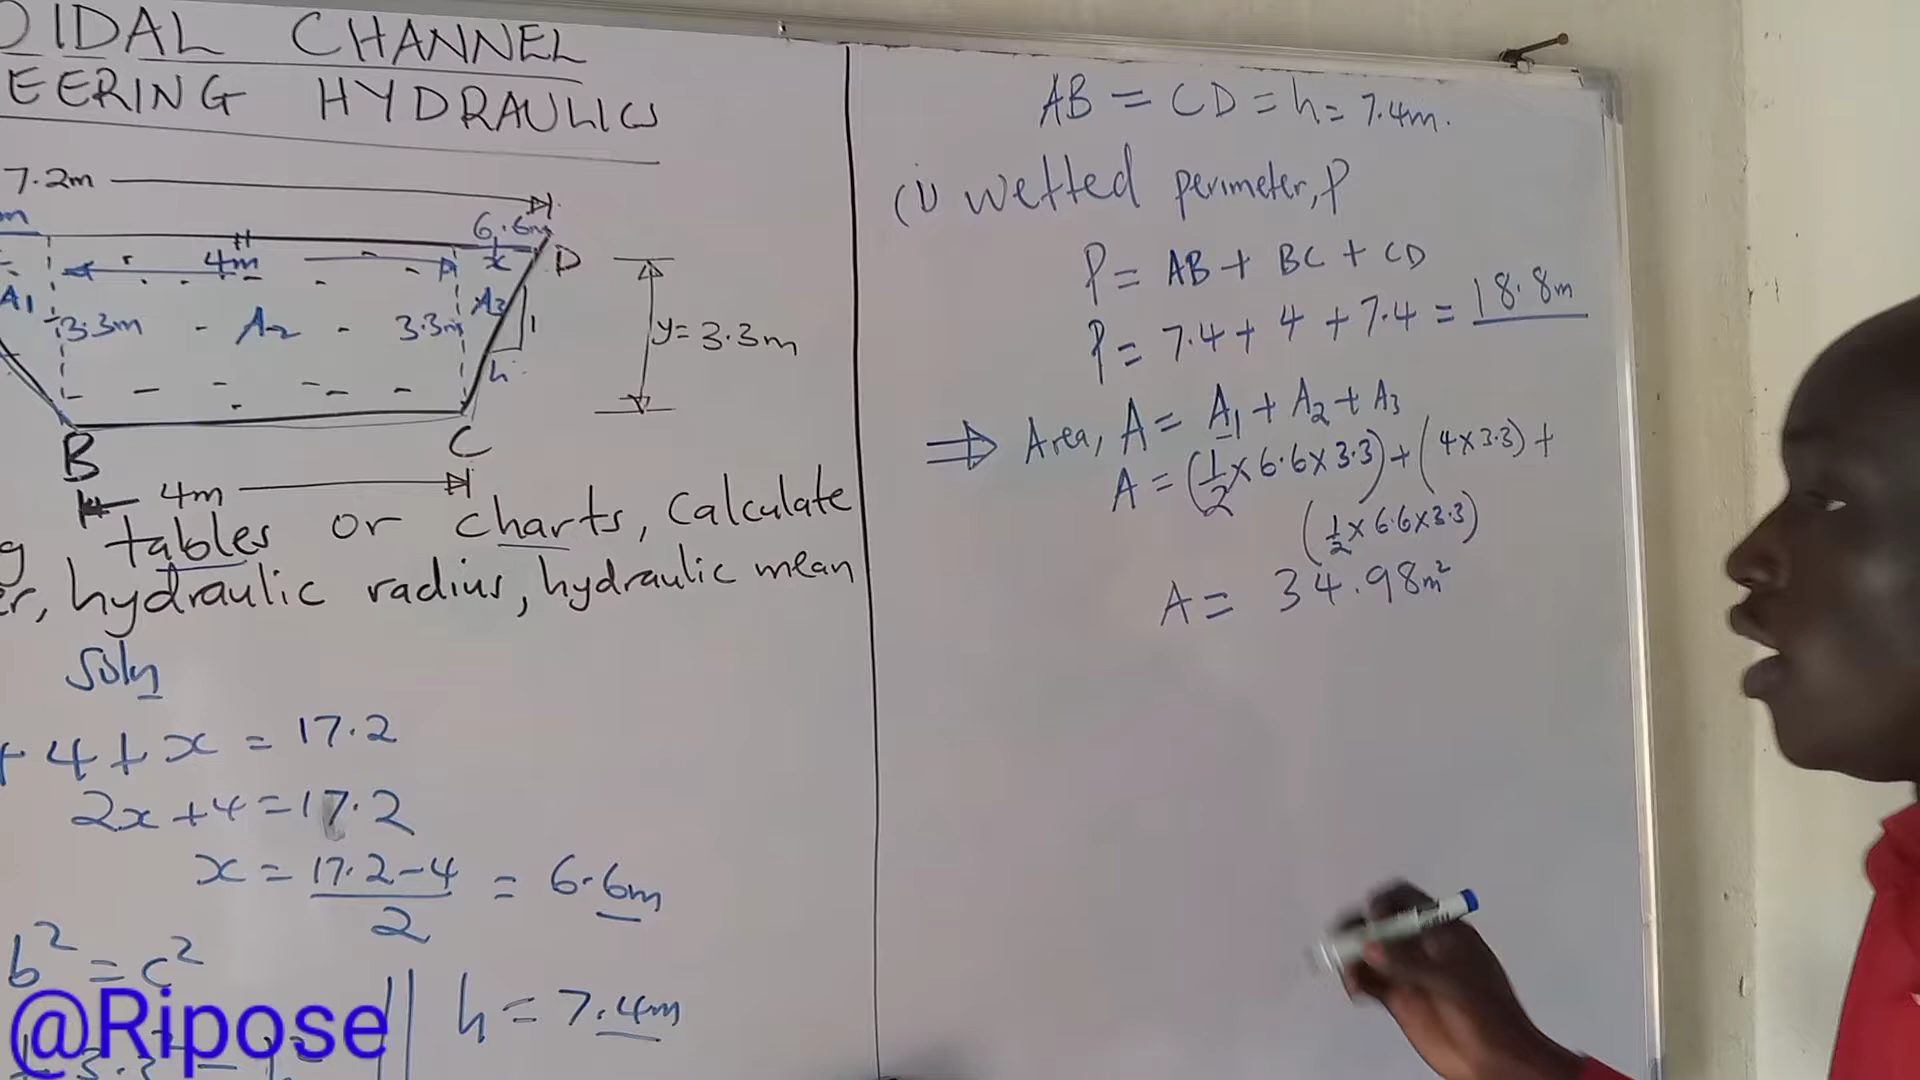 OIDAL CHANNEL
EERING HYDRAULICS
7.2m
m
6.6m
x
D
4m
A1
3.3m - A2 - 3.3m
A3
1
h
y = 3.3m
B
C
4m
g tables or charts, calculate
er, hydraulic radius, hydraulic mean
Soln
+ 4 + x = 17.2
2x + 4 = 17.2
x = 17.2 - 4 = 6.6m
2
b² = c²
h = 7.4m
AB = CD = h = 7.4m.
(i) wetted perimeter, P
P = AB + BC + CD
P = 7.4 + 4 + 7.4 = 18.8m
⇒ Area, A = A1 + A2 + A3
A = (1/2 x 6.6 x 3.3) + (4 x 3.3) +
(1/2 x 6.6 x 3.3)
A = 34.98m²
@Ripose